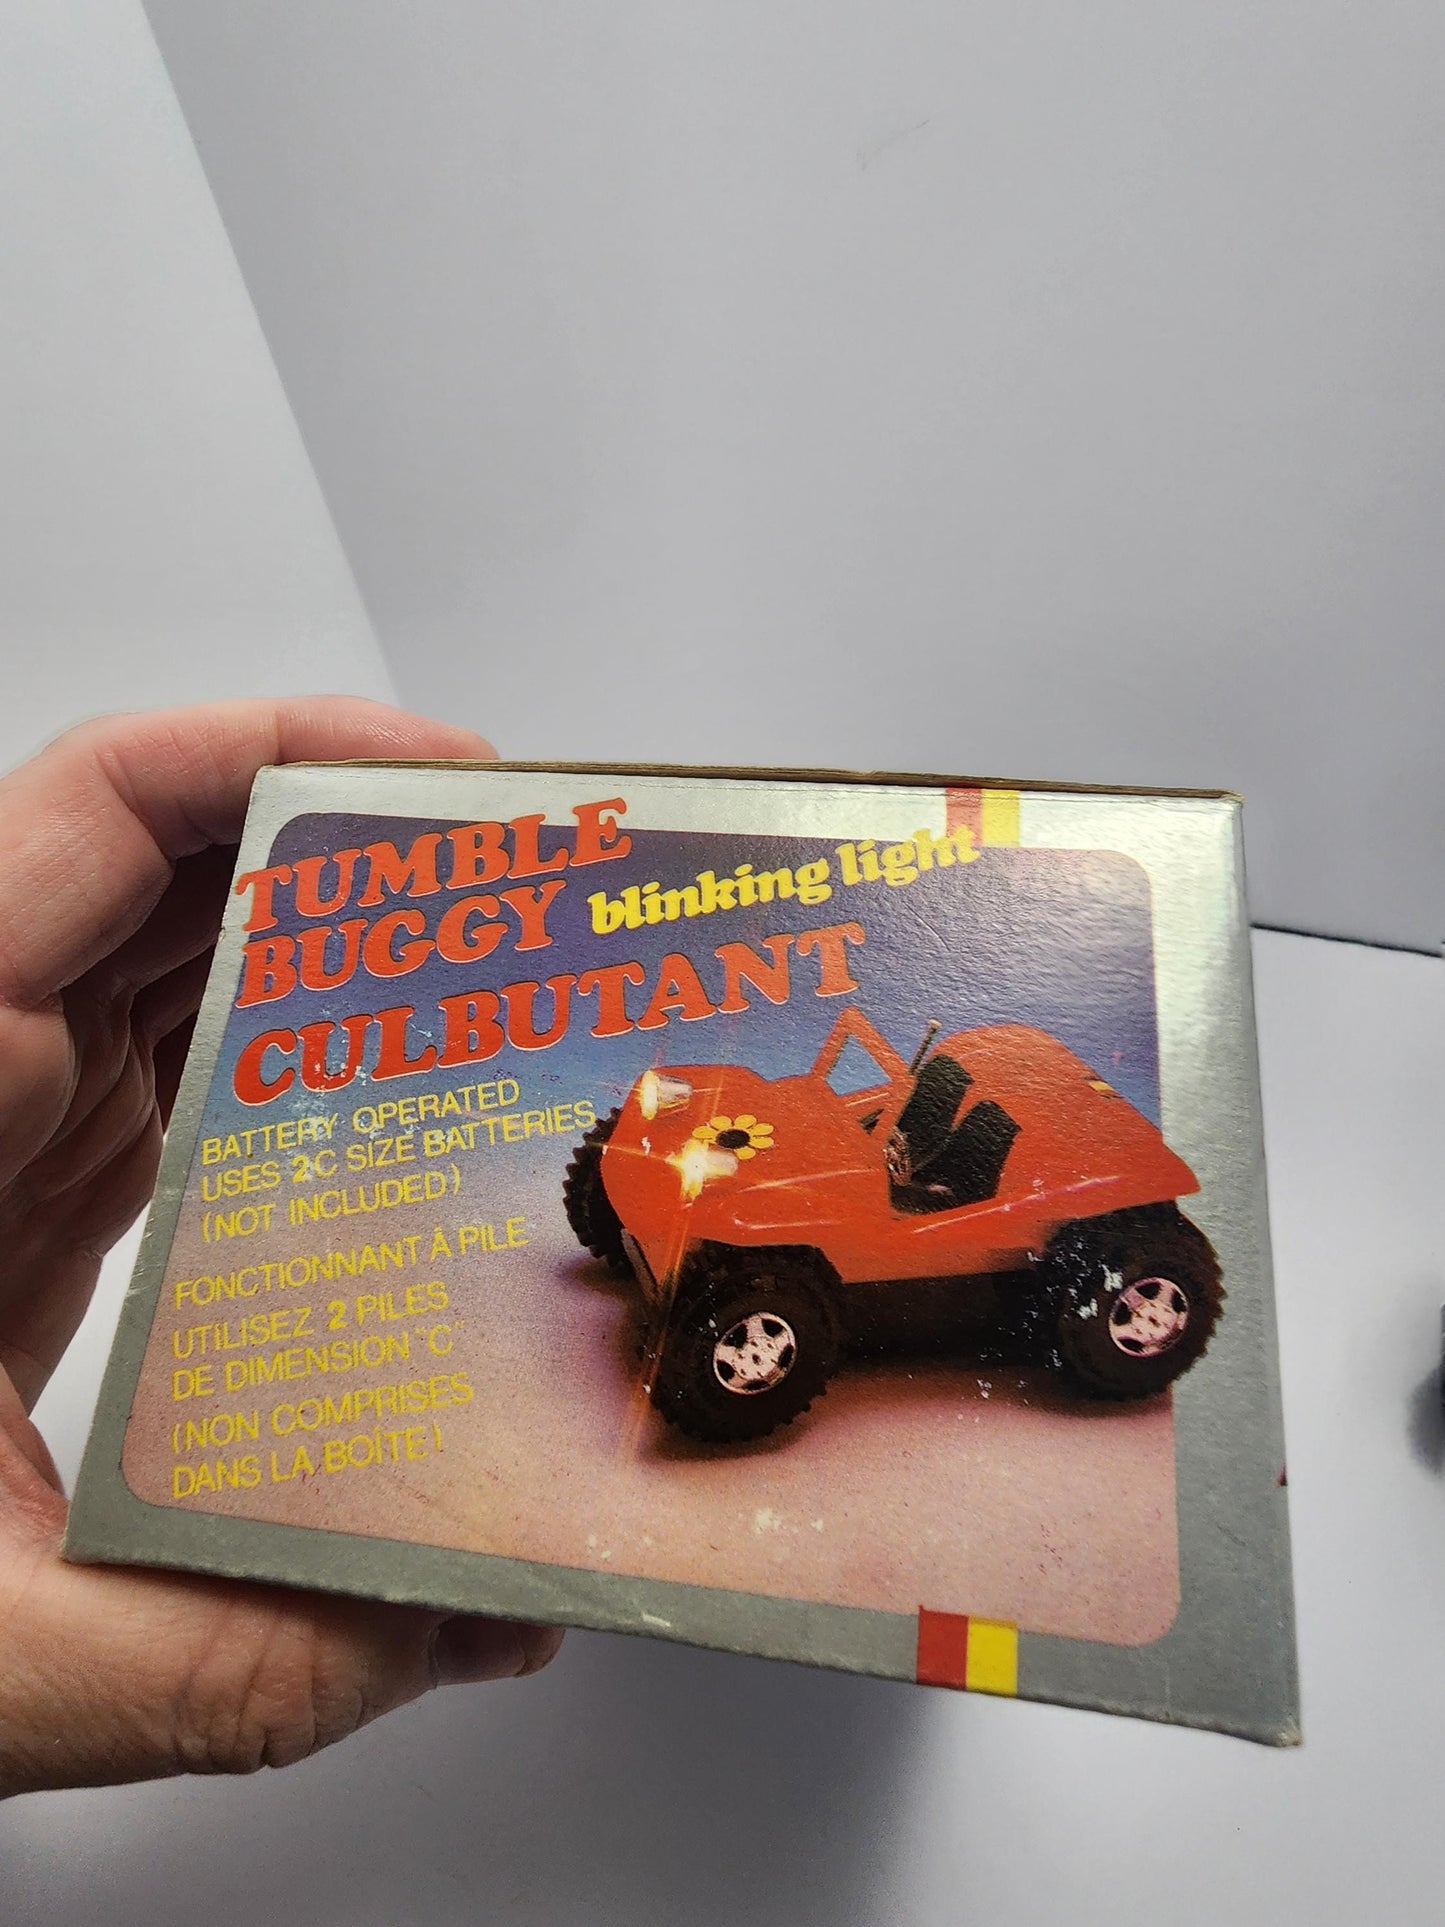 TUMBLE
BUGGY blinking light
CULBUTANT
BATTERY OPERATED
USES 2 C SIZE BATTERIES
(NOT INCLUDED)
FONCTIONNANT À PILE
UTILISEZ 2 PILES
DE DIMENSION "C"
(NON COMPRISES
DANS LA BOÎTE)